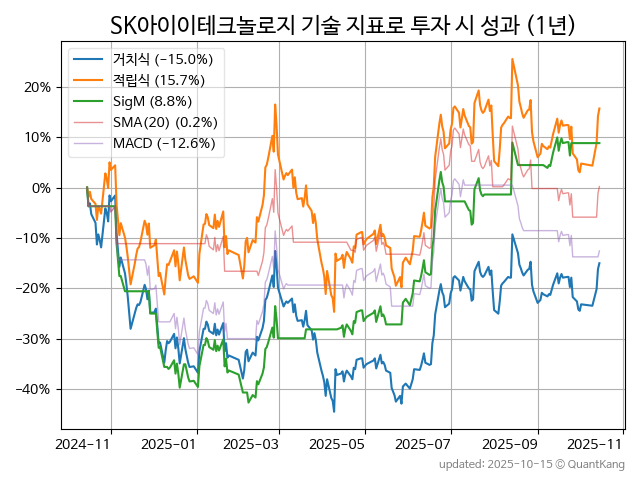 SK아이이테크놀로지 기술 지표로 투자 시 성과 (1년)
거치식 (−15.0%)
적립식 (15.7%)
SigM (8.8%)
SMA(20) (0.2%)
MACD (−12.6%)
20%
10%
0%
−10%
−20%
−30%
−40%
2024-11 2025-01 2025-03 2025-05 2025-07 2025-09 2025-11
updated: 2025-10-15 © QuantKang